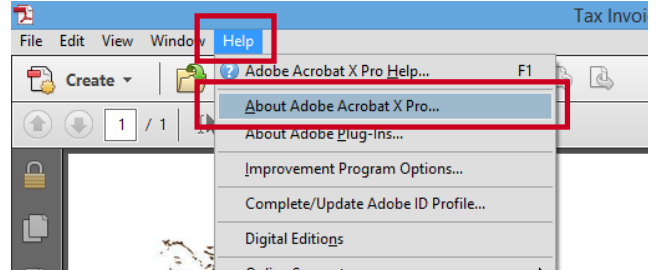 Tax Invoi
File Edit View Window Help
Create
Adobe Acrobat X Pro Help... F1
About Adobe Acrobat X Pro...
1 / 1
About Adobe Plug-Ins...
Improvement Program Options...
Complete/Update Adobe ID Profile...
Digital Editions